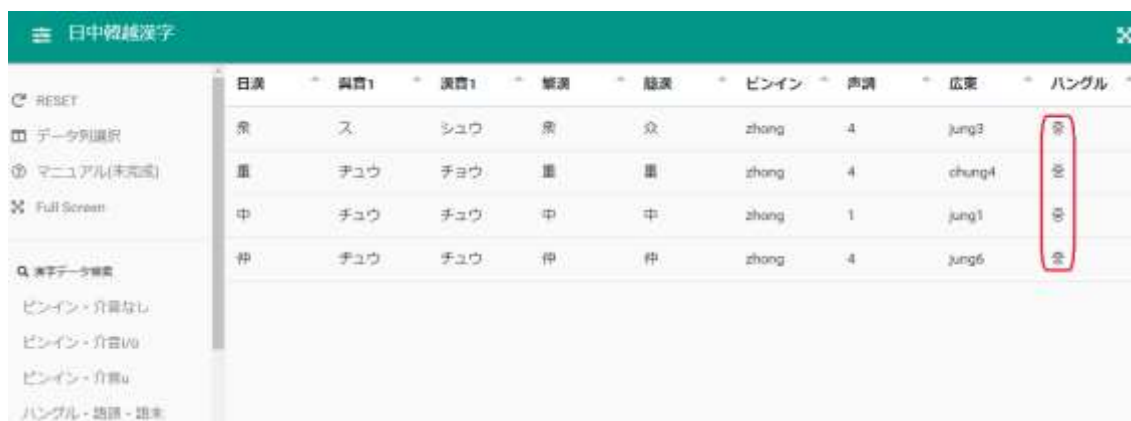 日中韓越漢字
日漢 呉音1 漢音1 繁漢 簡漢 ピンイン 声調 広東 ハングル
RESET
データ列選択
マニュアル(未完成)
Full Screen
漢字データ検索
ピンイン・介音なし
ピンイン・介音i/ü
ピンイン・介音u
ハングル・語頭・語末
衆 ス シュウ 衆 众 zhong 4 jung3 중
重 ヂュウ チョウ 重 重 zhong 4 chung4 중
中 チュウ チュウ 中 中 zhong 1 jung1 중
仲 ヂュウ チュウ 仲 仲 zhong 4 jung6 중